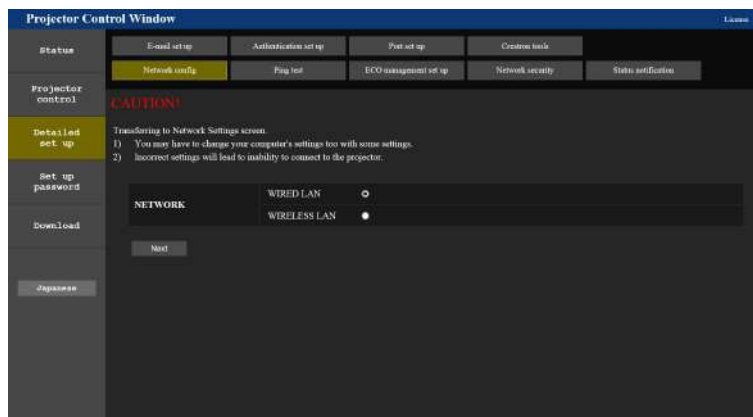 Projector Control Window
License
Status
Projector
control
Detailed
set up
Set up
password
Download
Japanese
E-mail set up
Authentication set up
Port set up
Crestron tools
Network config
Ping test
ECO management set up
Network security
Status notification
CAUTION!
Transferring to Network Settings screen.
1) You may have to change your computer's settings too with some settings.
2) Incorrect settings will lead to inability to connect to the projector.
NETWORK
WIRED LAN
WIRELESS LAN
Next